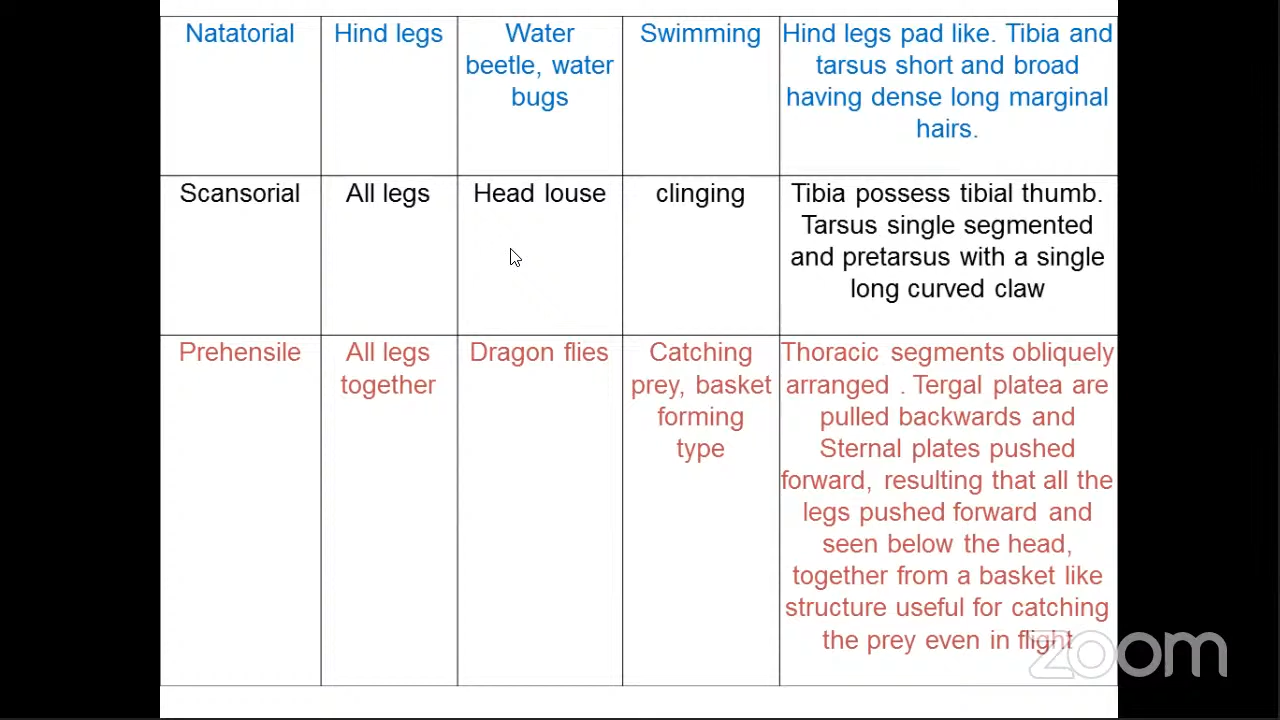 Natatorial
Hind legs
Water
beetle, water
bugs
Swimming
Hind legs pad like. Tibia and
tarsus short and broad
having dense long marginal
hairs.
Scansorial
All legs
Head louse
clinging
Tibia possess tibial thumb.
Tarsus single segmented
and pretarsus with a single
long curved claw
Prehensile
All legs
together
Dragon flies
Catching
prey, basket
forming
type
Thoracic segments obliquely
arranged . Tergal platea are
pulled backwards and
Sternal plates pushed
forward, resulting that all the
legs pushed forward and
seen below the head,
together from a basket like
structure useful for catching
the prey even in flight
zoom